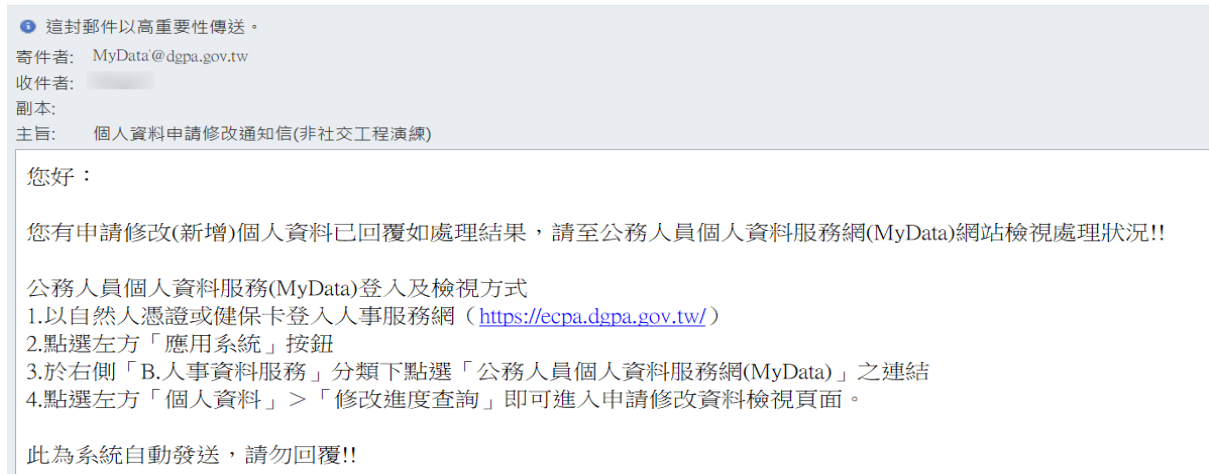 這封郵件以高重要性傳送。
寄件者: MyData'@dgpa.gov.tw
收件者:
副本:
主旨: 個人資料申請修改通知信(非社交工程演練)
您好：
您有申請修改(新增)個人資料已回覆如處理結果，請至公務人員個人資料服務網(MyData)網站檢視處理狀況!!
公務人員個人資料服務(MyData)登入及檢視方式
1.以自然人憑證或健保卡登入人事服務網（https://ecpa.dgpa.gov.tw/）
2.點選左方「應用系統」按鈕
3.於右側「B.人事資料服務」分類下點選「公務人員個人資料服務網(MyData)」之連結
4.點選左方「個人資料」＞「修改進度查詢」即可進入申請修改資料檢視頁面。
此為系統自動發送，請勿回覆!!